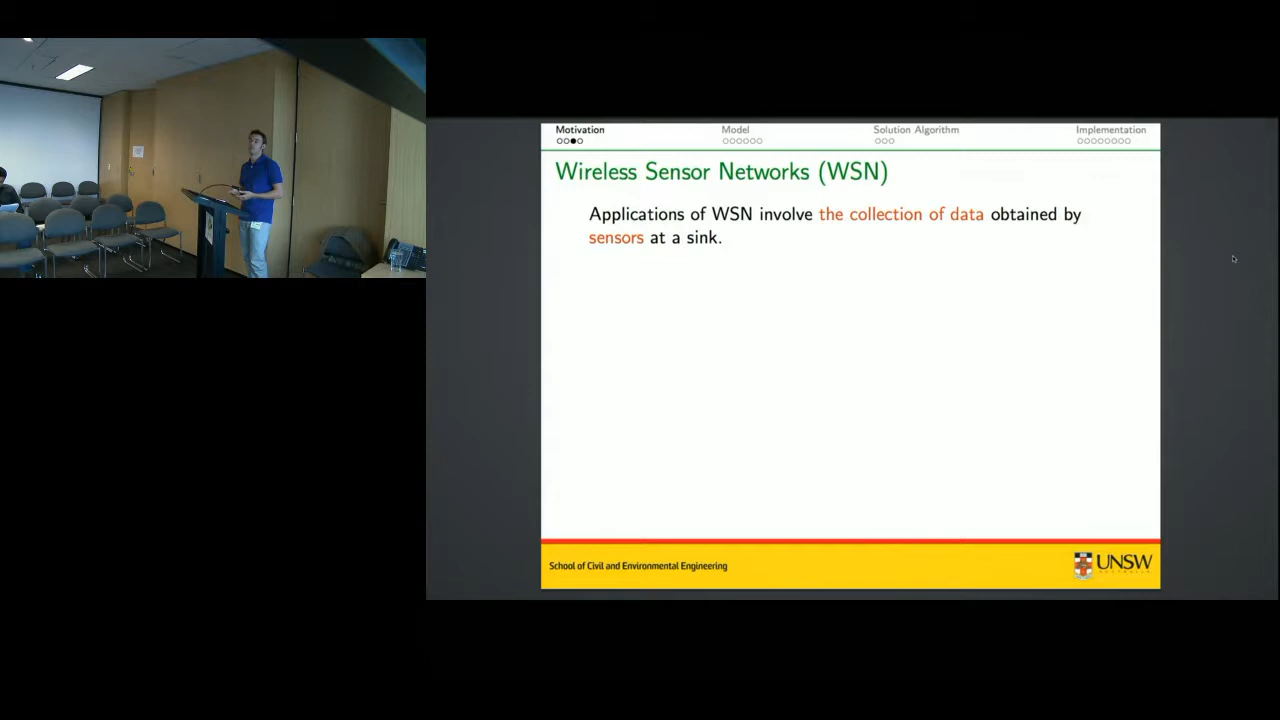 Motivation
Model
Solution Algorithm
Implementation
Wireless Sensor Networks (WSN)
Applications of WSN involve the collection of data obtained by
sensors at a sink.
School of Civil and Environmental Engineering
UNSW